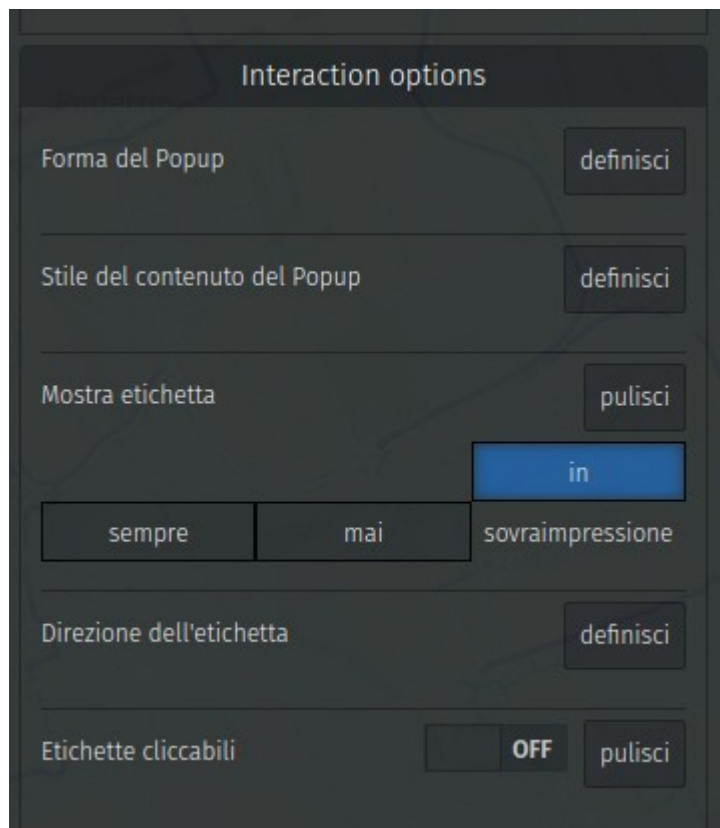 Interaction options
Forma del Popup definisci
Stile del contenuto del Popup definisci
Mostra etichetta pulisci
in
sempre mai sovraimpressione
Direzione dell'etichetta definisci
Etichette cliccabili OFF pulisci